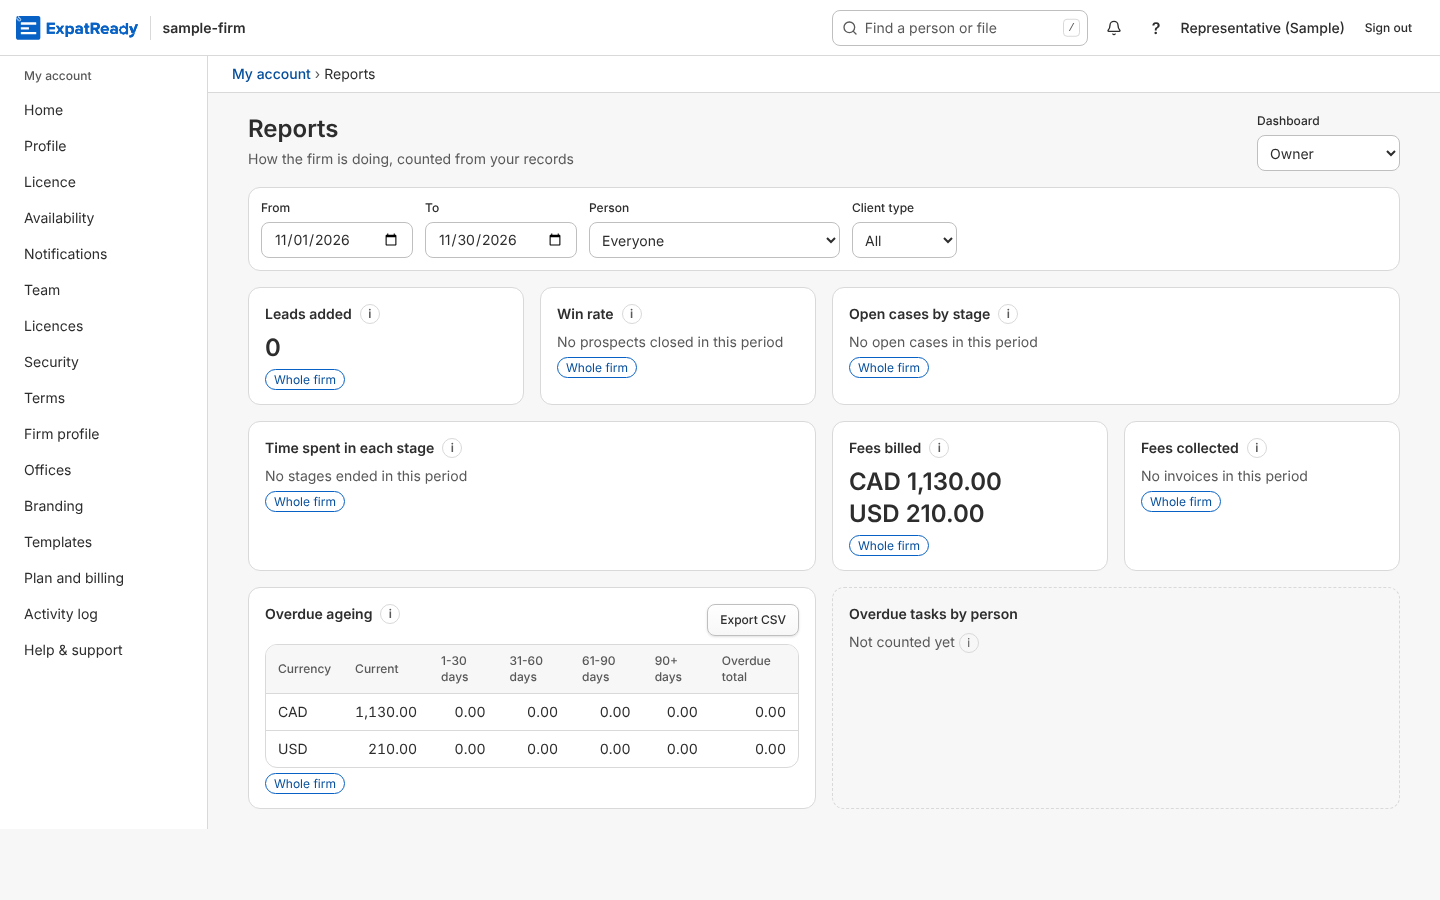 ExpatReady
sample-firm
Find a person or file
/
?
Representative (Sample)
Sign out
My account
Home
Profile
Licence
Availability
Notifications
Team
Licences
Security
Terms
Firm profile
Offices
Branding
Templates
Plan and billing
Activity log
Help & support
My account › Reports
Reports
How the firm is doing, counted from your records
Dashboard
Owner
From
To
Person
Client type
11/01/2026
11/30/2026
Everyone
All
Leads added i
0
Whole firm
Win rate i
No prospects closed in this period
Whole firm
Open cases by stage i
No open cases in this period
Whole firm
Time spent in each stage i
No stages ended in this period
Whole firm
Fees billed i
CAD 1,130.00
USD 210.00
Whole firm
Fees collected i
No invoices in this period
Whole firm
Overdue ageing i
Export CSV
Currency Current 1-30 days 31-60 days 61-90 days 90+ days Overdue total
CAD 1,130.00 0.00 0.00 0.00 0.00 0.00
USD 210.00 0.00 0.00 0.00 0.00 0.00
Whole firm
Overdue tasks by person
Not counted yet i